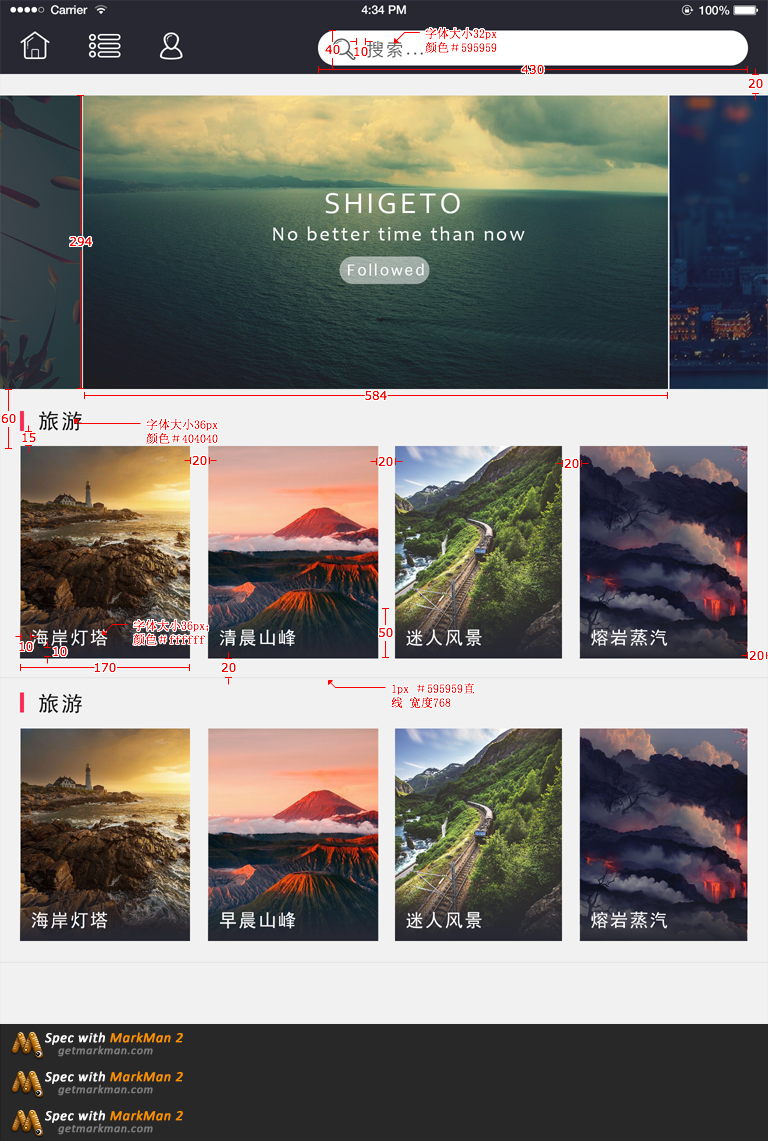 Carrier 4:34 PM 100%
搜索...
字体大小32px
颜色＃595959
40
10
430
20
SHIGETO
No better time than now
Followed
294
584
60
旅游
字体大小36px
颜色＃404040
15
20
20
20
海岸灯塔
字体大小36px,
颜色＃ffffff
清晨山峰
迷人风景
熔岩蒸汽
50
10
10
170
20
20
1px ＃595959直
线 宽度768
旅游
海岸灯塔
早晨山峰
迷人风景
熔岩蒸汽
Spec with MarkMan 2
getmarkman.com
Spec with MarkMan 2
getmarkman.com
Spec with MarkMan 2
getmarkman.com